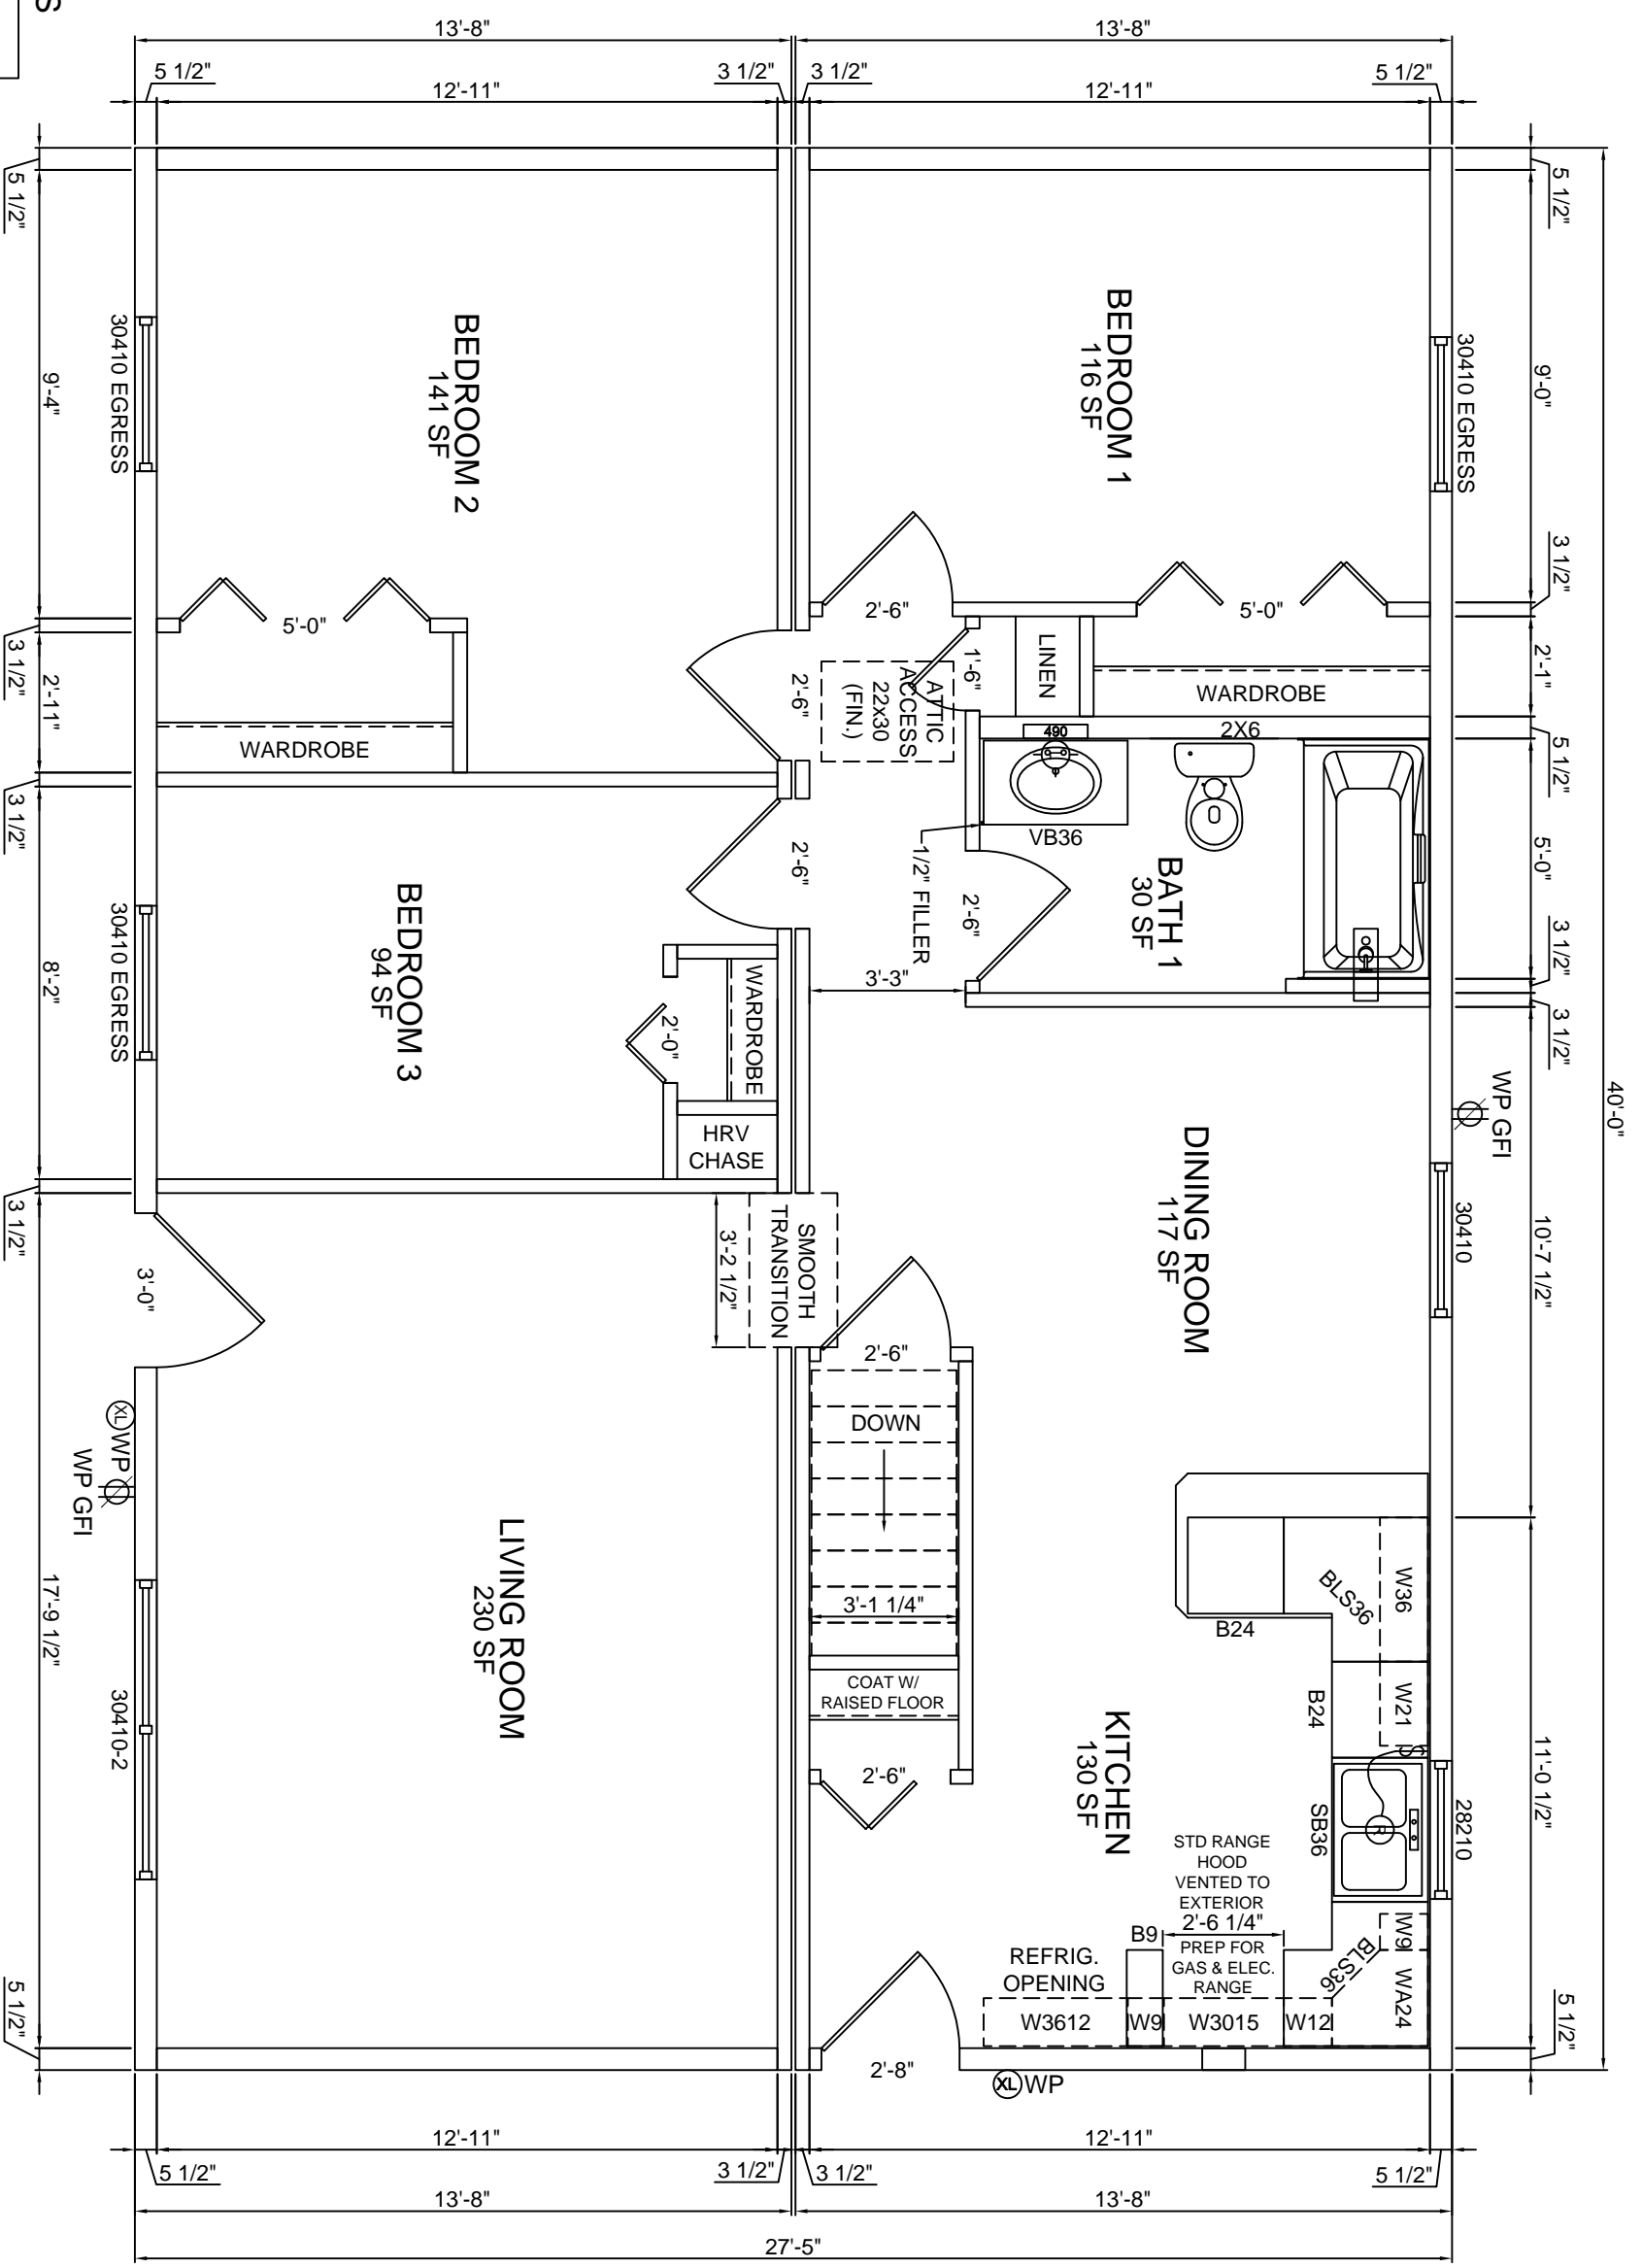 S
13'-8"
13'-8"
5 1/2"
12'-11"
3 1/2"
3 1/2"
12'-11"
5 1/2"
40'-0"
5 1/2"
9'-0"
3 1/2"
2'-1"
5 1/2"
5'-0"
3 1/2"
3 1/2"
10'-7 1/2"
11'-0 1/2"
5 1/2"
30410 EGRESS
WP GFI
30410
28210
BEDROOM 1
116 SF
2'-6"
5'-0"
1'-6"
LINEN
WARDROBE
ATTIC
ACCESS
22x30
(FIN.)
490
2X6
VB36
1/2" FILLER
2'-6"
BATH 1
30 SF
3'-3"
DINING ROOM
117 SF
SMOOTH
TRANSITION
3'-2 1/2"
2'-6"
DOWN
3'-1 1/4"
COAT W/
RAISED FLOOR
2'-6"
KITCHEN
130 SF
W36
BLS36
B24
W21
B24
SB36
R
STD RANGE
HOOD
VENTED TO
EXTERIOR
2'-6 1/4"
PREP FOR
GAS & ELEC.
RANGE
B9
REFRIG.
OPENING
W3612
W9
W3015
W12
W9
BLS36
WA24
2'-8"
XL WP
BEDROOM 2
141 SF
30410 EGRESS
5'-0"
WARDROBE
2'-6"
2'-6"
BEDROOM 3
94 SF
30410 EGRESS
WARDROBE
2'-0"
HRV
CHASE
3'-0"
XL WP
WP GFI
LIVING ROOM
230 SF
30410-2
5 1/2"
9'-4"
3 1/2"
2'-11"
3 1/2"
8'-2"
3 1/2"
17'-9 1/2"
5 1/2"
12'-11"
12'-11"
5 1/2"
3 1/2"
3 1/2"
5 1/2"
13'-8"
13'-8"
27'-5"